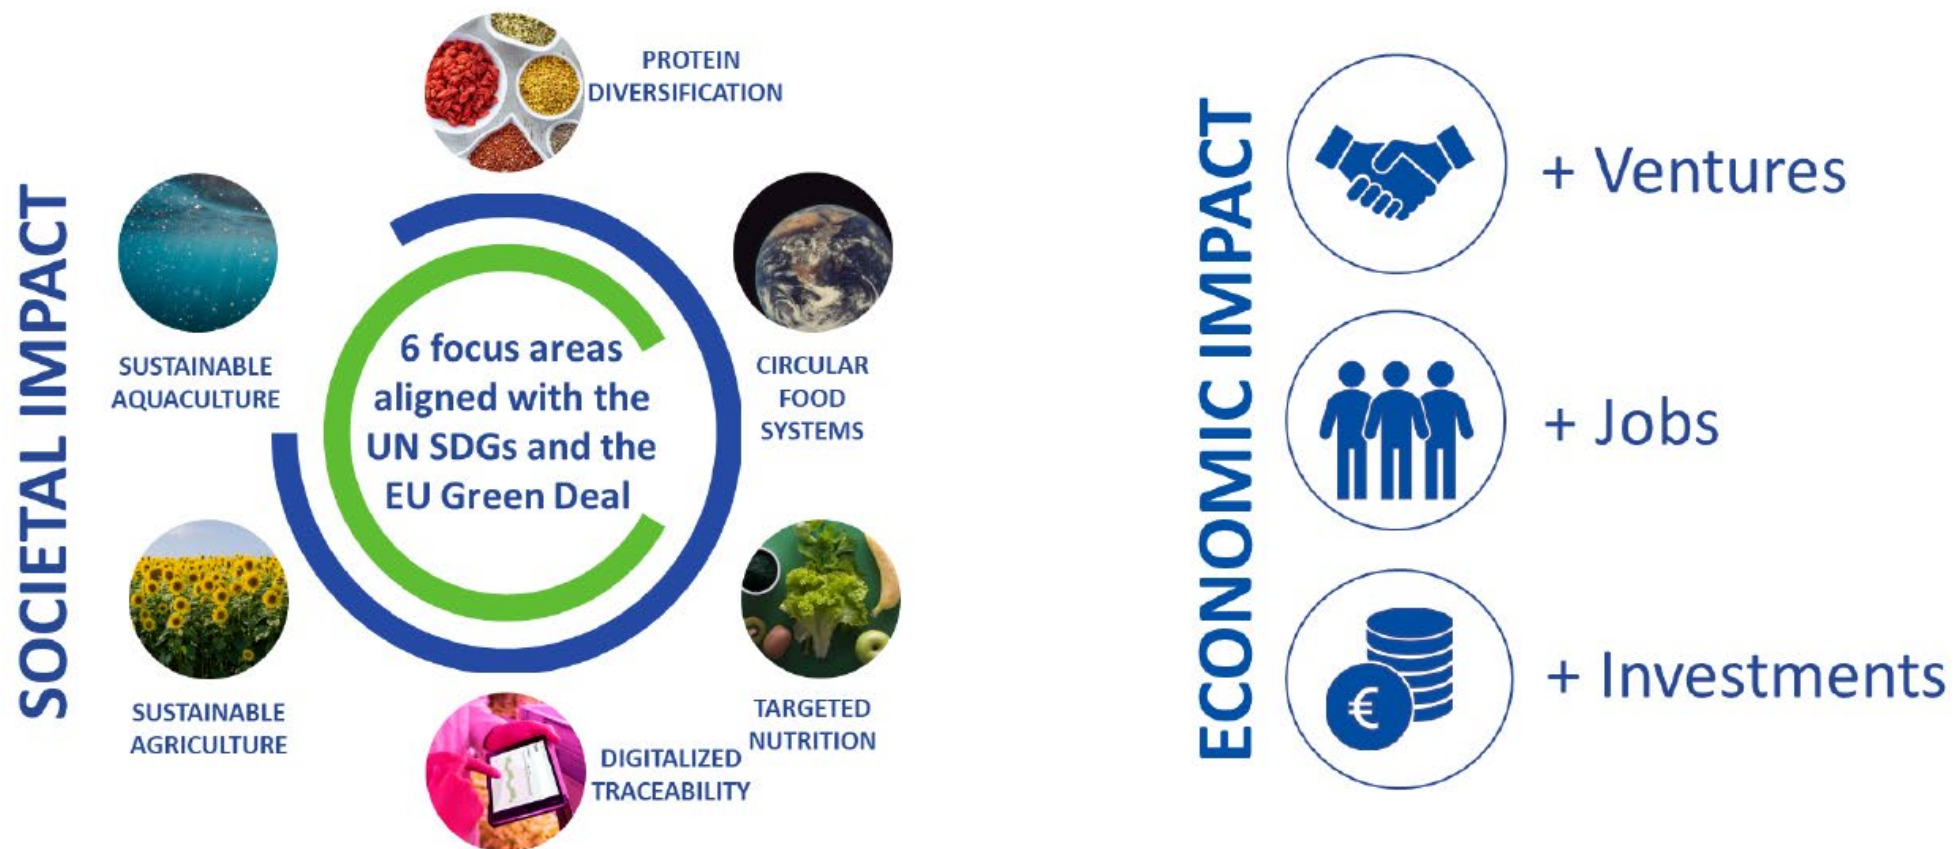 SOCIETAL IMPACT
PROTEIN
DIVERSIFICATION
SUSTAINABLE
AQUACULTURE
CIRCULAR
FOOD
SYSTEMS
6 focus areas
aligned with the
UN SDGs and the
EU Green Deal
SUSTAINABLE
AGRICULTURE
TARGETED
NUTRITION
DIGITALIZED
TRACEABILITY
ECONOMIC IMPACT
+ Ventures
+ Jobs
€
+ Investments